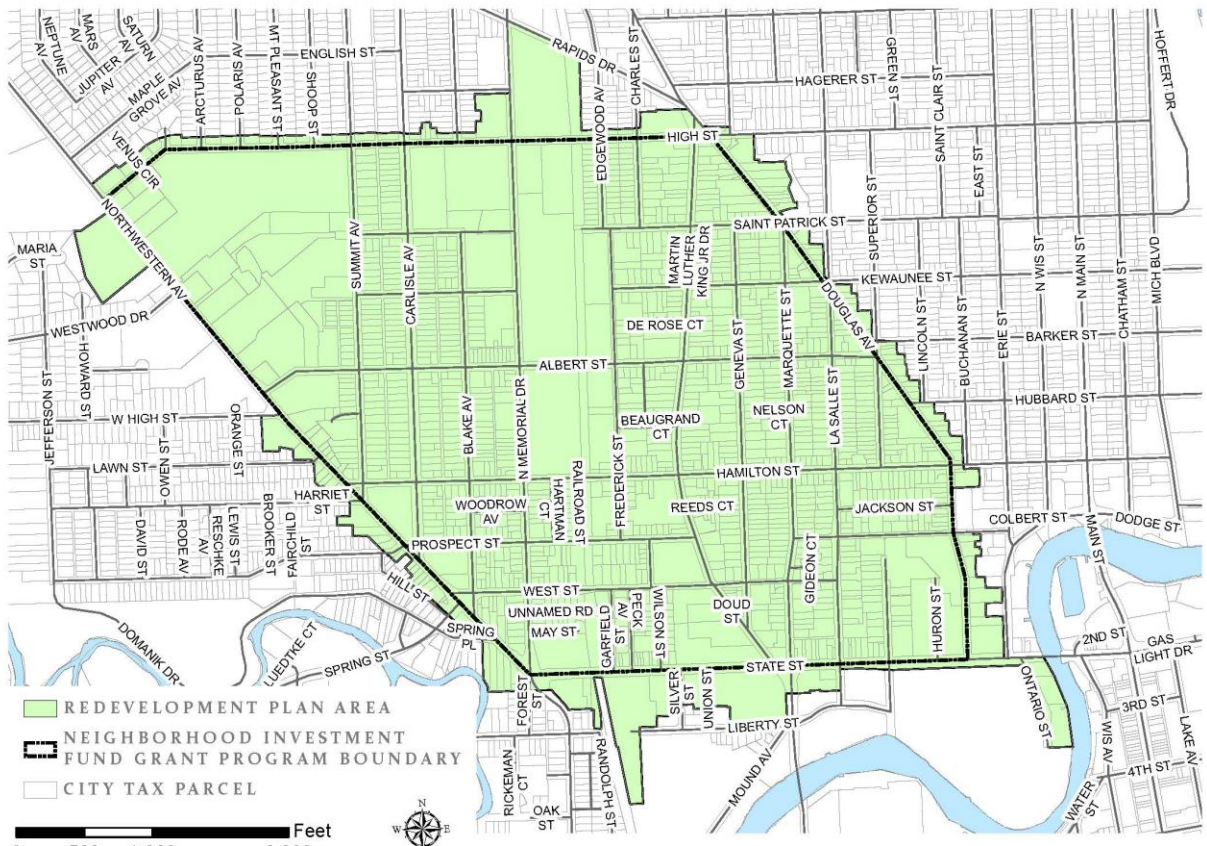 NEPTUNE AV
MARS AV
JUPITER AV
SATURN AV
MAPLE GROVE AV
VENUS CIR
ARCTURUS AV
POLARIS AV
MT PLEASANT ST
SHOOP ST
ENGLISH ST
RAPIDS DR
EDGEWOOD AV
CHARLES ST
HAGERER ST
GREEN ST
SAINT CLAIR ST
HOFFERT DR
HIGH ST
EAST ST
SUPERIOR ST
SAINT PATRICK ST
MARIA ST
NORTHWESTERN AV
SUMMIT AV
CARLISLE AV
MARTIN LUTHER KING JR DR
KEWAUNEE ST
N WIS ST
N MAIN ST
CHATHAM ST
MICH BLVD
WESTWOOD DR
DE ROSE CT
DOUGLAS AV
LINCOLN ST
BUCHANAN ST
ERIE ST
BARKER ST
HOWARD ST
JEFFERSON ST
ALBERT ST
GENEVA ST
MARQUETTE ST
LA SALLE ST
HUBBARD ST
W HIGH ST
ORANGE ST
BLAKE AV
N MEMORIAL DR
BEAUGRAND CT
NELSON CT
LAWN ST
OWEN ST
HARRIET ST
HAMILTON ST
WOODROW AV
HARTMAN CT
RAILROAD ST
FREDERICK ST
REEDS CT
JACKSON ST
COLBERT ST
MAIN ST
DODGE ST
DAVID ST
RODE AV
RESCHKE AV
LEWIS ST
BROOKER ST
FAIRCHILD ST
PROSPECT ST
GIDEON CT
HILL ST
WEST ST
UNNAMED RD
MAY ST
GARFIELD ST
PECK AV
WILSON ST
DOUD ST
HURON ST
DOMANIK DR
LUEDTKE CT
SPRING ST
SPRING PL
STATE ST
2ND ST
GAS LIGHT DR
FOREST ST
SILVER ST
UNION ST
LIBERTY ST
ONTARIO ST
3RD ST
WIS AV
LAKE AV
RICKEMAN CT
RANDOLPH ST
MOUND AV
4TH ST
WATER ST
OAK ST
REDEVELOPMENT PLAN AREA
NEIGHBORHOOD INVESTMENT
FUND GRANT PROGRAM BOUNDARY
CITY TAX PARCEL
Feet
N
W E
S